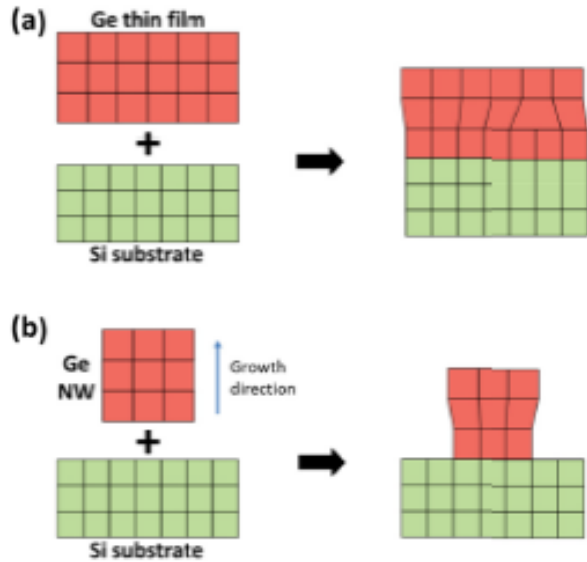 (a)
Ge thin film
+
Si substrate
(b)
Ge
NW
Growth
direction
+
Si substrate